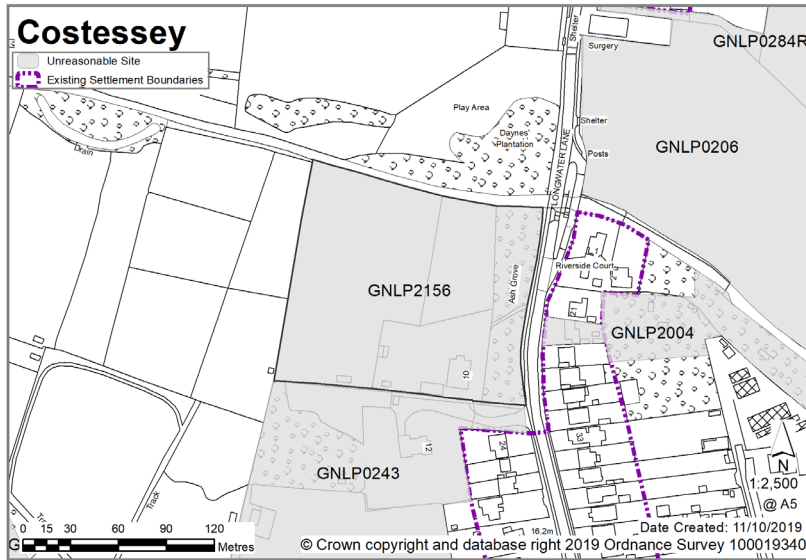 Costessey
Unreasonable Site
Existing Settlement Boundaries
Shelter
Surgery
GNLP0284R
Play Area
Daynes'
Plantation
Shelter
LONGWATER LANE
Posts
GNLP0206
Drain
GNLP2156
Ash Grove
1
Riverside Court
2
21
GNLP2004
10
12
24
33
GNLP0243
Track
N
1:2,500
@ A5
16.2m
Date Created: 11/10/2019
0 15 30 60 90 120
Metres
© Crown copyright and database right 2019 Ordnance Survey 100019340